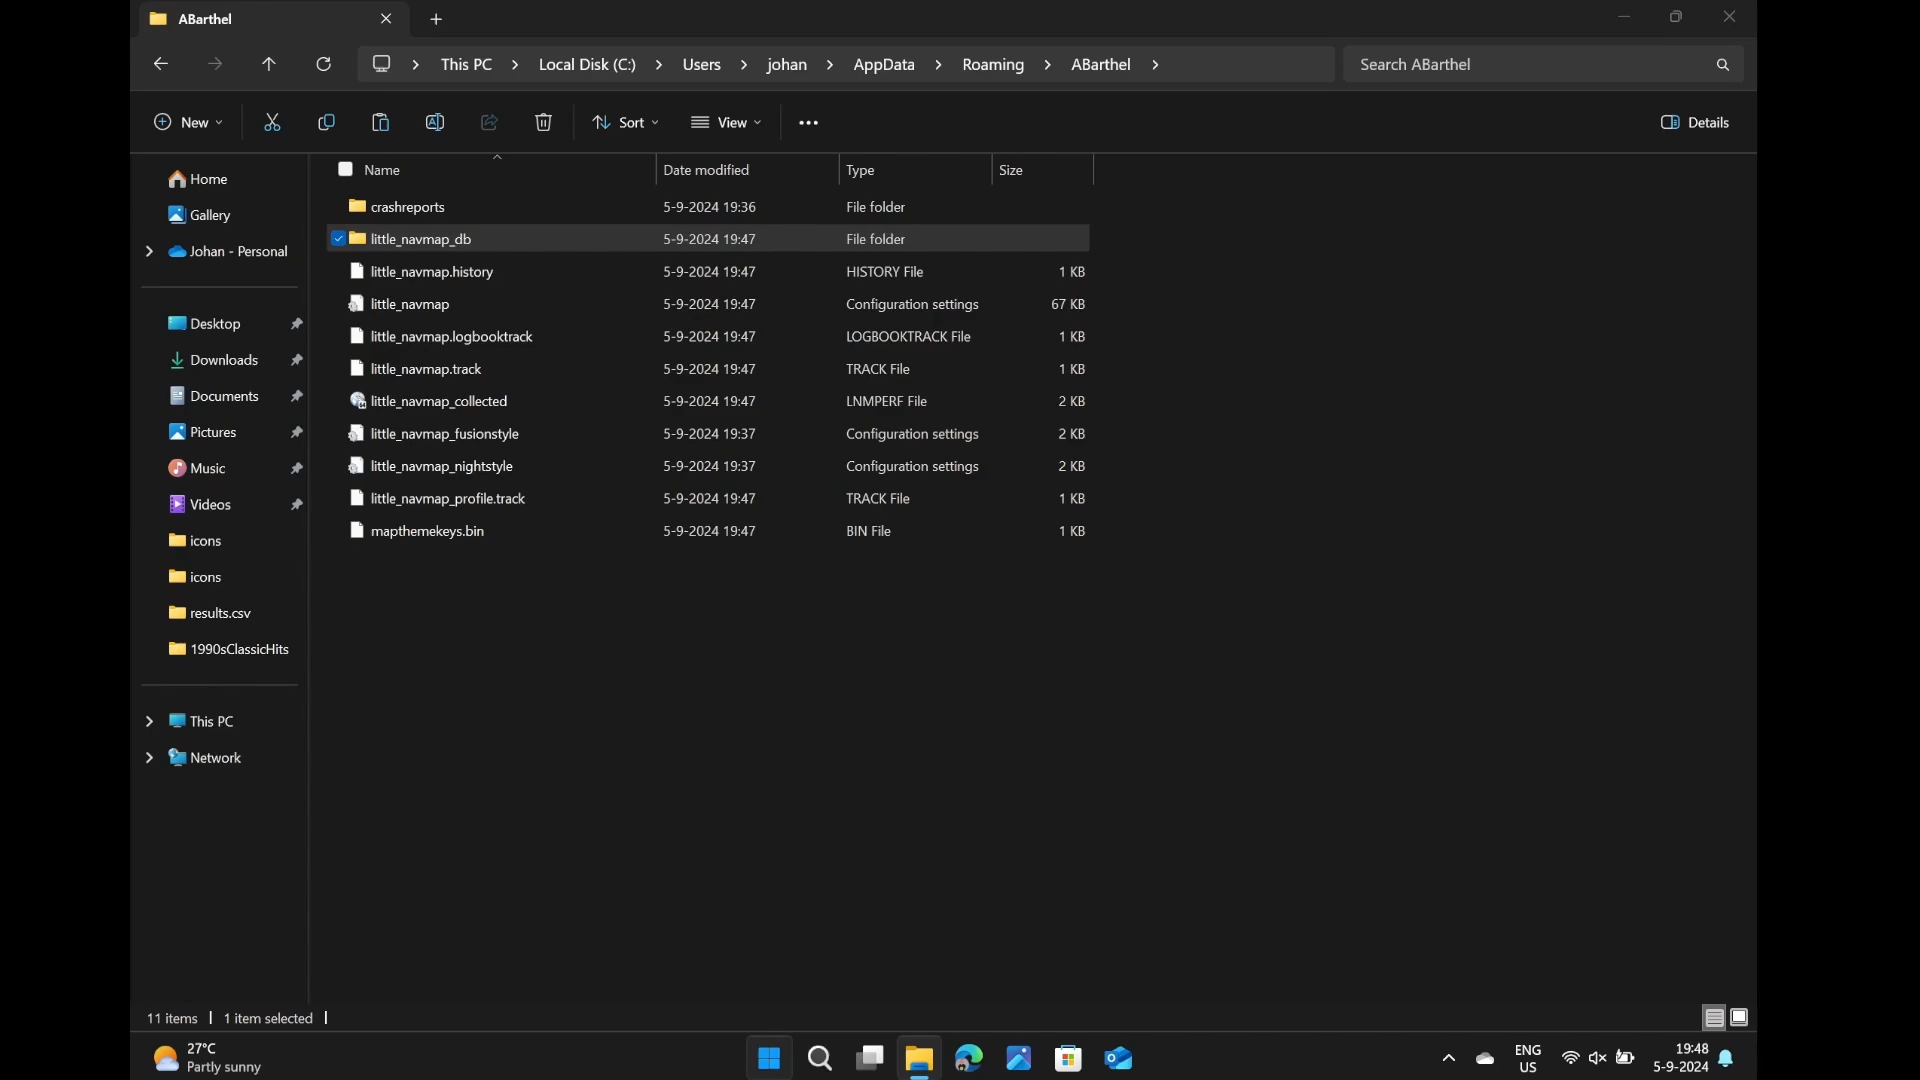 ABarthel
This PC
Local Disk (C:)
Users
johan
AppData
Roaming
ABarthel
Search ABarthel
New
Sort
View
Details
Name
Date modified
Type
Size
Home
Gallery
Johan - Personal
Desktop
Downloads
Documents
Pictures
Music
Videos
icons
icons
results.csv
1990sClassicHits
This PC
Network
crashreports 5-9-2024 19:36 File folder
little_navmap_db 5-9-2024 19:47 File folder
little_navmap.history 5-9-2024 19:47 HISTORY File 1 KB
little_navmap 5-9-2024 19:47 Configuration settings 67 KB
little_navmap.logbooktrack 5-9-2024 19:47 LOGBOOKTRACK File 1 KB
little_navmap.track 5-9-2024 19:47 TRACK File 1 KB
little_navmap_collected 5-9-2024 19:47 LNMPERF File 2 KB
little_navmap_fusionstyle 5-9-2024 19:37 Configuration settings 2 KB
little_navmap_nightstyle 5-9-2024 19:37 Configuration settings 2 KB
little_navmap_profile.track 5-9-2024 19:47 TRACK File 1 KB
mapthemekeys.bin 5-9-2024 19:47 BIN File 1 KB
11 items
1 item selected
27°C
Partly sunny
ENG
US
19:48
5-9-2024